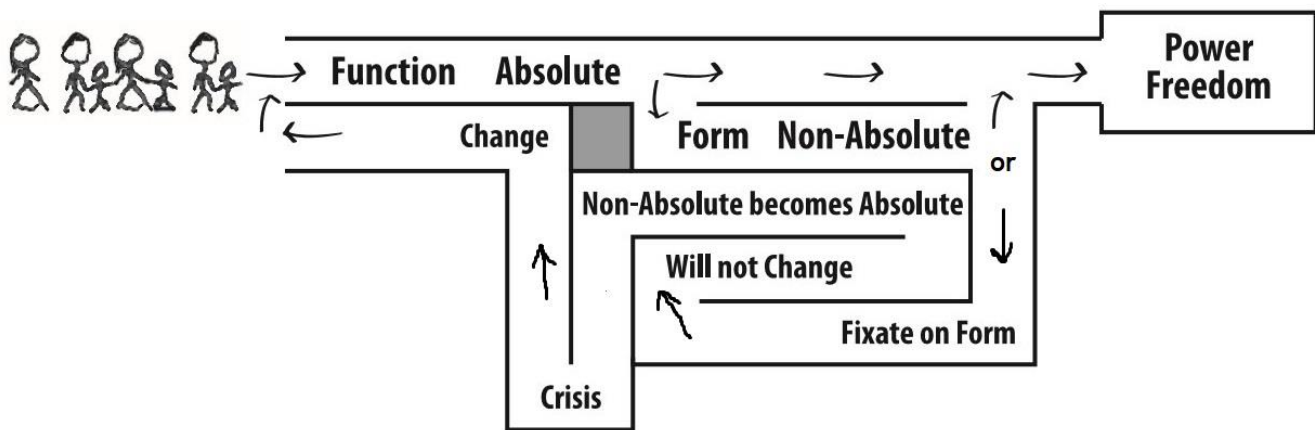 Power
Freedom
Function Absolute
Change
Form Non-Absolute
or
Non-Absolute becomes Absolute
Will not Change
Fixate on Form
Crisis